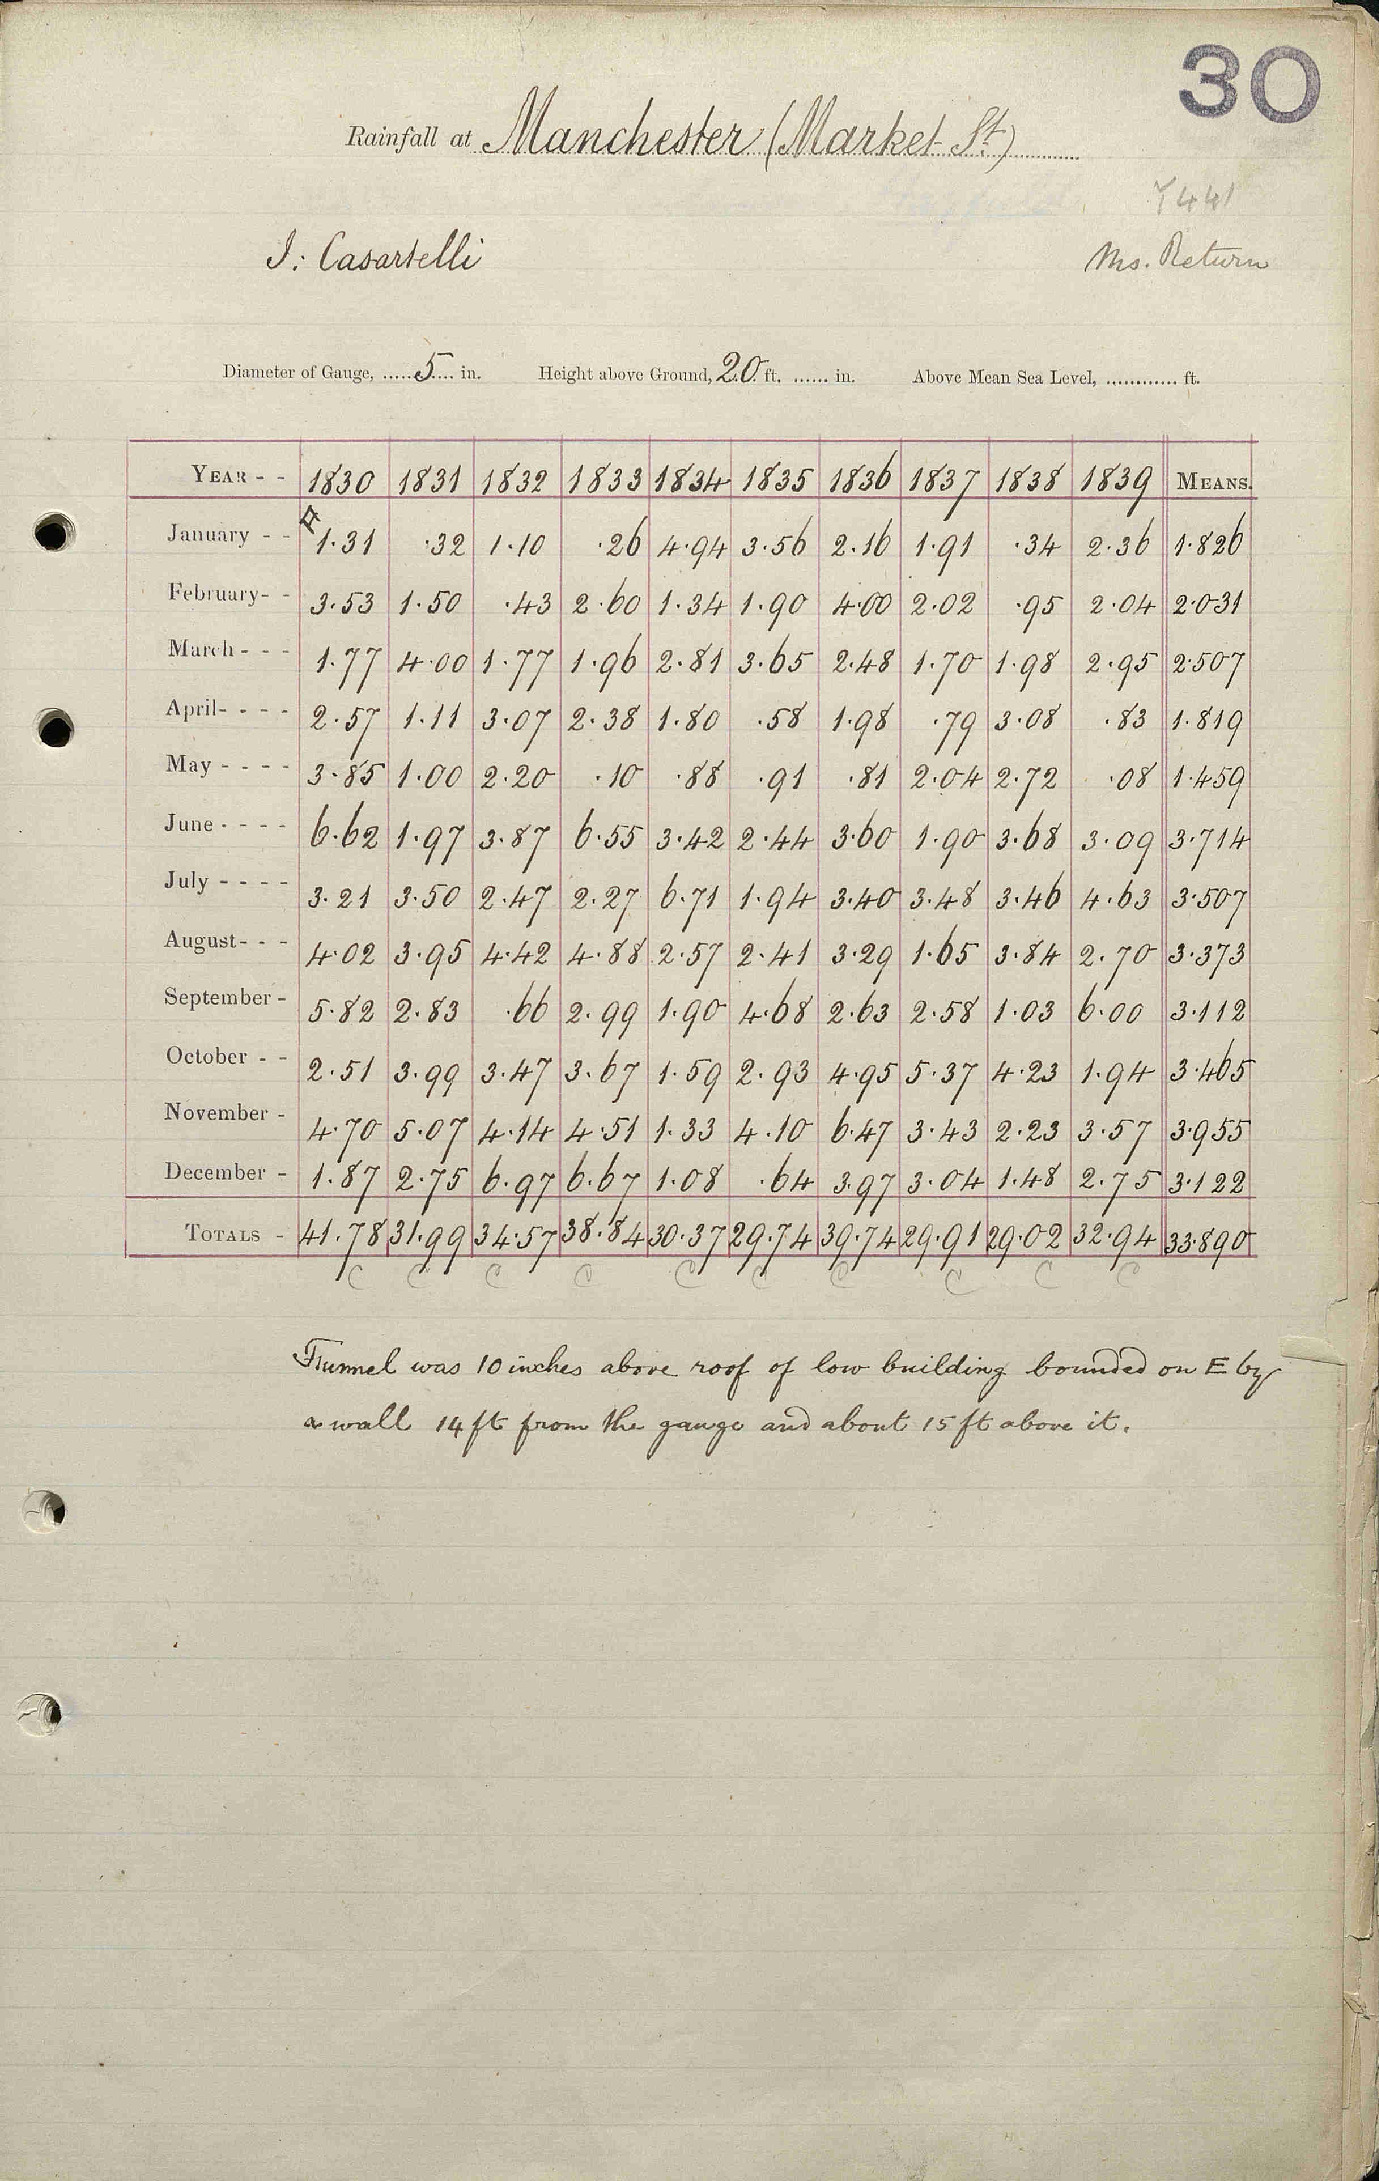 30
Rainfall at Manchester (Market St.)
Y441
J: Casartelli Ms. Return
Diameter of Gauge, ......5.... in. Height above Ground, 20 ft. ...... in. Above Mean Sea Level, ............ ft.
YEAR - - 1830 1831 1832 1833 1834 1835 1836 1837 1838 1839 MEANS.
January - - 1.31 .32 1.10 .26 4.94 3.56 2.16 1.91 .34 2.36 1.826
February - - 3.53 1.50 .43 2.60 1.34 1.90 4.00 2.02 .95 2.04 2.031
March - - - 1.77 4.00 1.77 1.96 2.81 3.65 2.48 1.70 1.98 2.95 2.507
April - - - - 2.57 1.11 3.07 2.38 1.80 .58 1.98 .79 3.08 .83 1.819
May - - - - 3.85 1.00 2.20 .10 .88 .91 .81 2.04 2.72 .08 1.459
June - - - - 6.62 1.97 3.87 6.55 3.42 2.44 3.60 1.90 3.68 3.09 3.714
July - - - - 3.21 3.50 2.47 2.27 6.71 1.94 3.40 3.48 3.46 4.63 3.507
August - - - 4.02 3.95 4.42 4.88 2.57 2.41 3.29 1.65 3.84 2.70 3.373
September - 5.82 2.83 .66 2.99 1.90 4.68 2.63 2.58 1.03 6.00 3.112
October - - 2.51 3.99 3.47 3.67 1.59 2.93 4.95 5.37 4.23 1.94 3.465
November - 4.70 5.07 4.14 4.51 1.33 4.10 6.47 3.43 2.23 3.57 3.955
December - 1.87 2.75 6.97 6.67 1.08 .64 3.97 3.04 1.48 2.75 3.122
TOTALS - 41.78 31.99 34.57 38.84 30.37 29.74 39.74 29.91 29.02 32.94 33.890
C C C C C C C C C C
Funnel was 10 inches above roof of low building bounded on E by
a wall 14 ft from the gauge and about 15 ft above it.